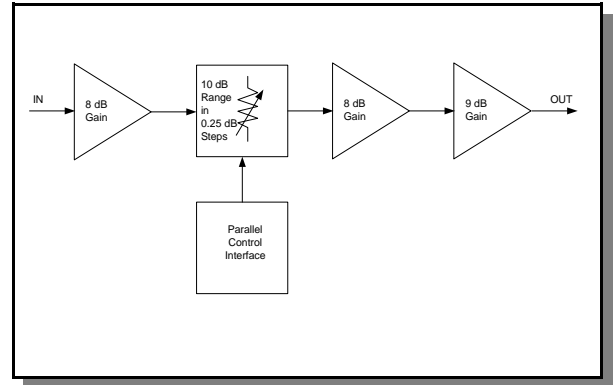 IN
8 dB
Gain
10 dB
Range
in
0.25 dB
Steps
8 dB
Gain
9 dB
Gain
OUT
Parallel
Control
Interface